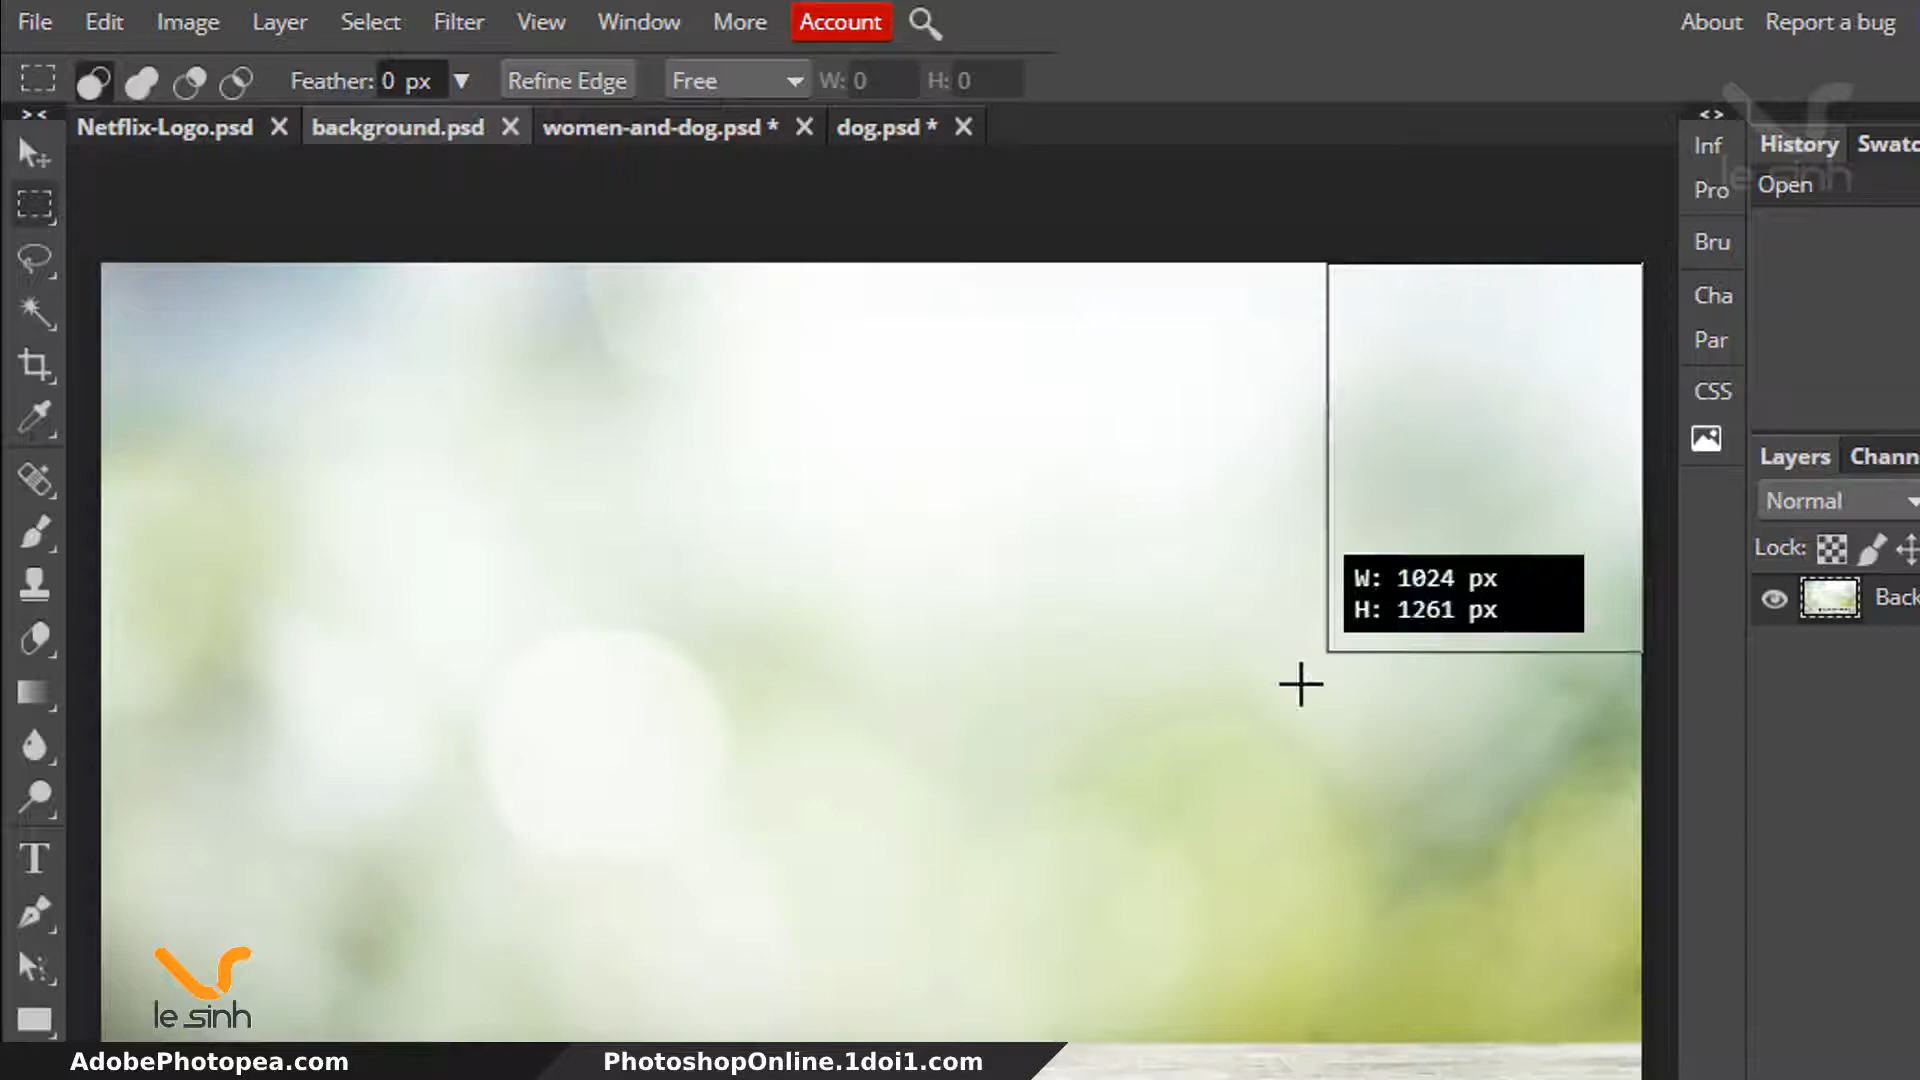 File Edit Image Layer Select Filter View Window More Account About Report a bug
Feather: 0 px Refine Edge Free W: 0 H: 0
Netflix-Logo.psd background.psd women-and-dog.psd * dog.psd *
> < < >
Inf History Swatc
le sinh
Pro Open
Bru
Cha
Par
CSS
Layers Chann
Normal
W: 1024 px
H: 1261 px
Lock:
Back
T
le sinh
AdobePhotopea.com PhotoshopOnline.1doi1.com